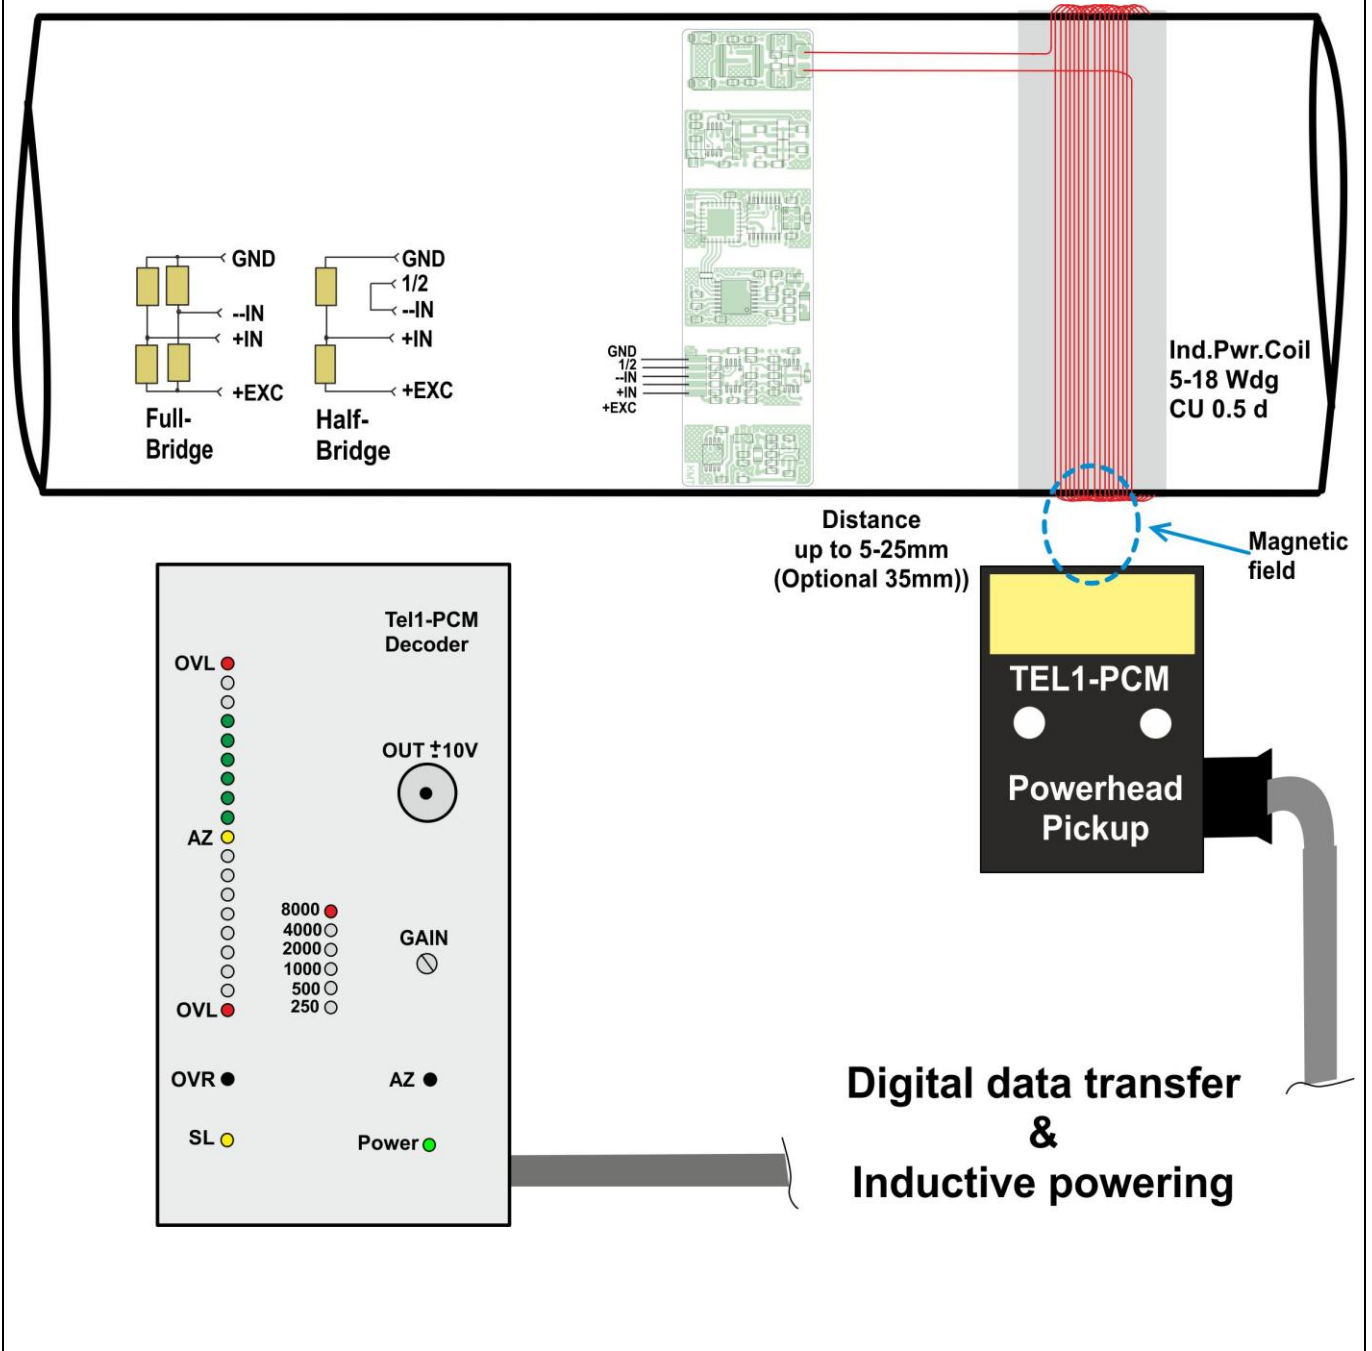 GND
--IN
+IN
+EXC
Full-
Bridge
GND
1/2
--IN
+IN
+EXC
Half-
Bridge
GND
1/2
--IN
+IN
+EXC
KMT
Ind.Pwr.Coil
5-18 Wdg
CU 0.5 d
Distance
up to 5-25mm
(Optional 35mm))
Magnetic
field
Tel1-PCM
Decoder
OVL
OUT ±10V
AZ
8000
4000
2000
1000
500
250
GAIN
OVL
OVR
AZ
SL
Power
TEL1-PCM
Powerhead
Pickup
Digital data transfer
&
Inductive powering